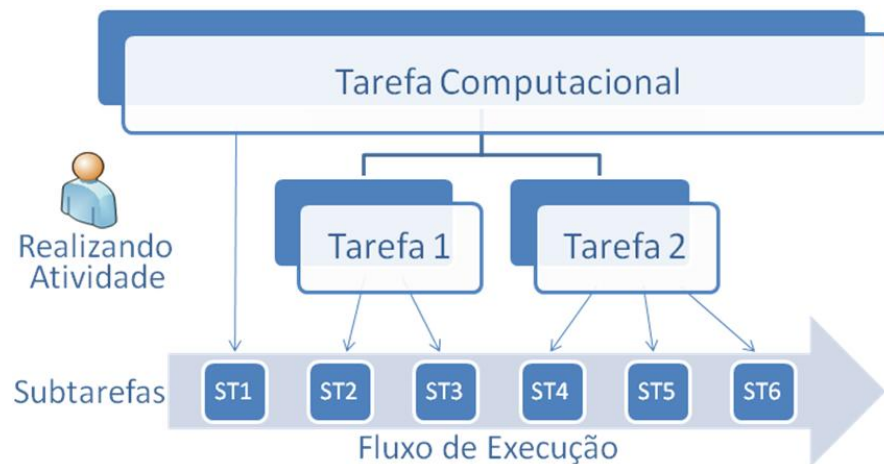 Tarefa Computacional
Realizando
Atividade
Tarefa 1
Tarefa 2
Subtarefas
ST1
ST2
ST3
ST4
ST5
ST6
Fluxo de Execução